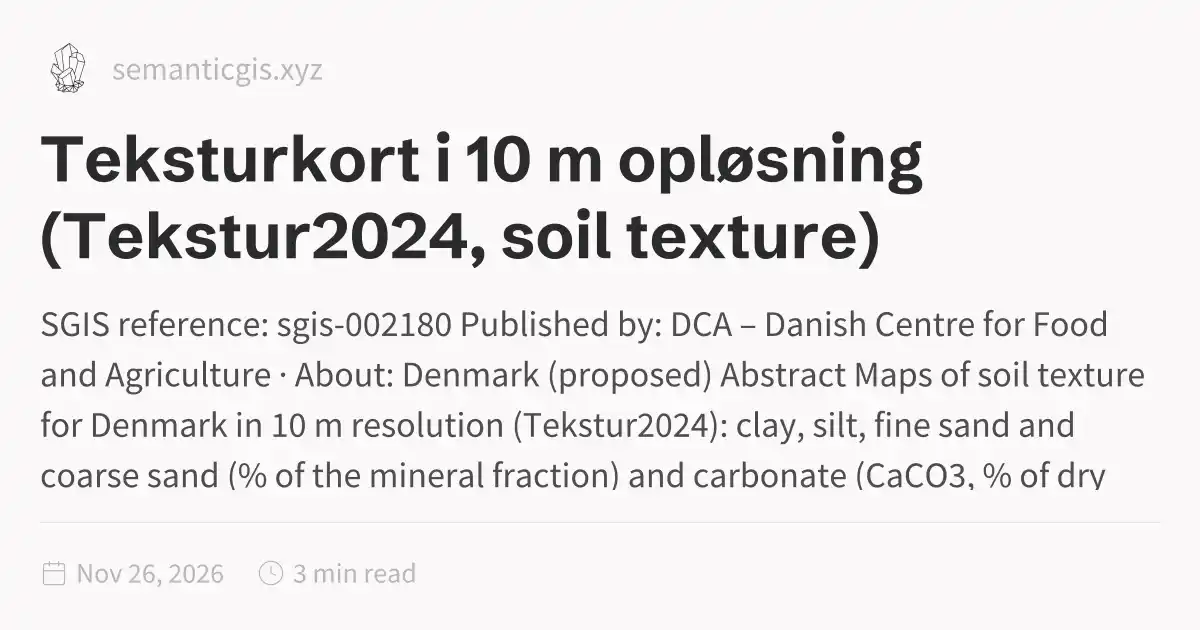 semanticgis.xyz
Teksturkort i 10 m opløsning
(Tekstur2024, soil texture)
SGIS reference: sgis-002180 Published by: DCA – Danish Centre for Food
and Agriculture · About: Denmark (proposed) Abstract Maps of soil texture
for Denmark in 10 m resolution (Tekstur2024): clay, silt, fine sand and
coarse sand (% of the mineral fraction) and carbonate (CaCO3, % of dry
Nov 26, 2026 3 min read